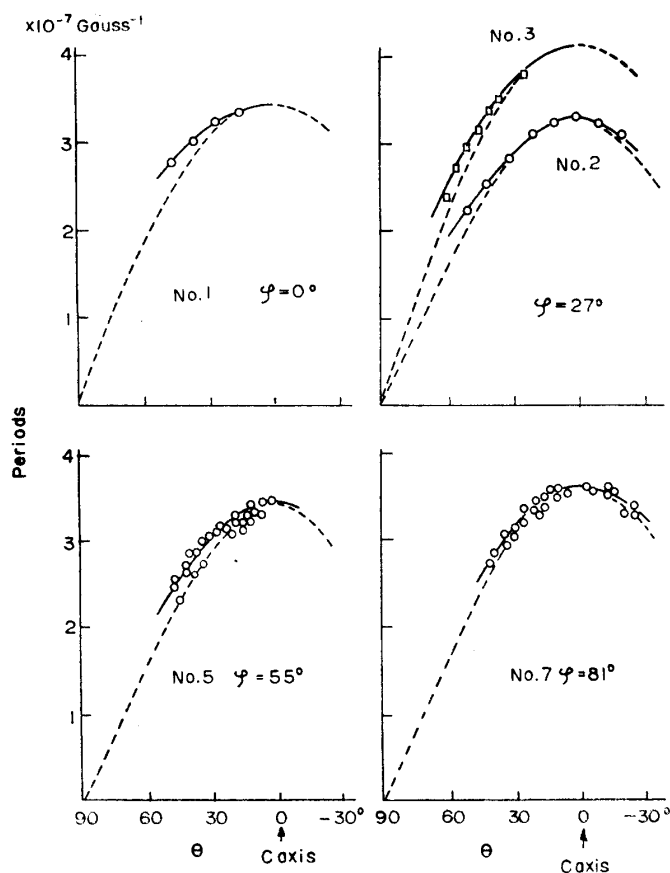 ×10⁻⁷ Gauss⁻¹
4
3
2
1
No.1 φ=0°
No.3
No.2
φ=27°
Periods
4
3
2
1
No.5 φ=55°
No.7 φ=81°
90 60 30 0 -30°
θ
C axis
90 60 30 0 -30°
θ
C axis